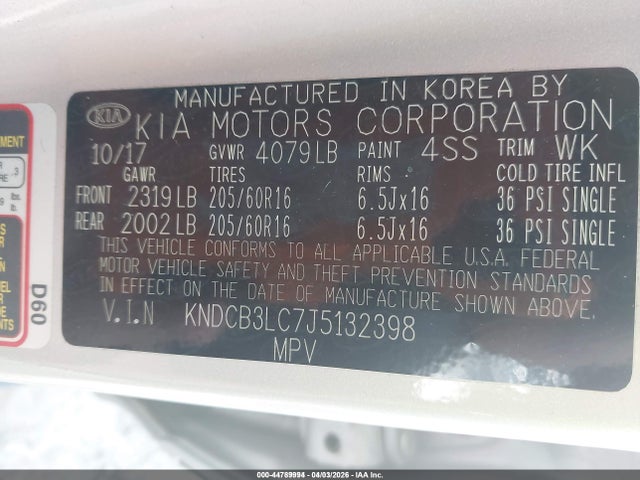 MANUFACTURED IN KOREA BY
KIA KIA MOTORS CORPORATION
10/17 GVWR 4079LB PAINT 4SS TRIM WK
GAWR TIRES RIMS COLD TIRE INFL
FRONT 2319LB 205/60R16 6.5Jx16 36 PSI SINGLE
REAR 2002LB 205/60R16 6.5Jx16 36 PSI SINGLE
THIS VEHICLE CONFORMS TO ALL APPLICABLE U.S.A. FEDERAL
MOTOR VEHICLE SAFETY AND THEFT PREVENTION STANDARDS
IN EFFECT ON THE DATE OF MANUFACTURE SHOWN ABOVE.
V.I.N KNDCB3LC7J5132398
MPV
D60
000-44789994 - 04/03/2026 - IAA Inc.